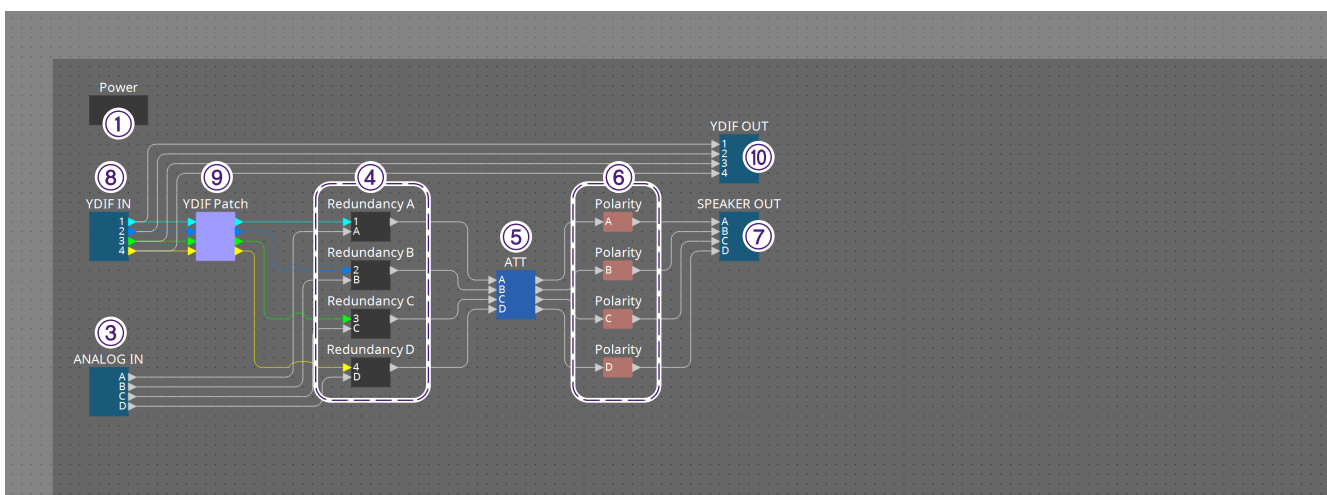 Power
①
YDIF OUT
1
2
3
4
⑩
⑧
YDIF IN
1
2
3
4
⑨
YDIF Patch
④
Redundancy A
1
A
Redundancy B
2
B
Redundancy C
3
C
Redundancy D
4
D
⑤
ATT
A
B
C
D
⑥
Polarity
A
Polarity
B
Polarity
C
Polarity
D
SPEAKER OUT
A
B
C
D
⑦
③
ANALOG IN
A
B
C
D